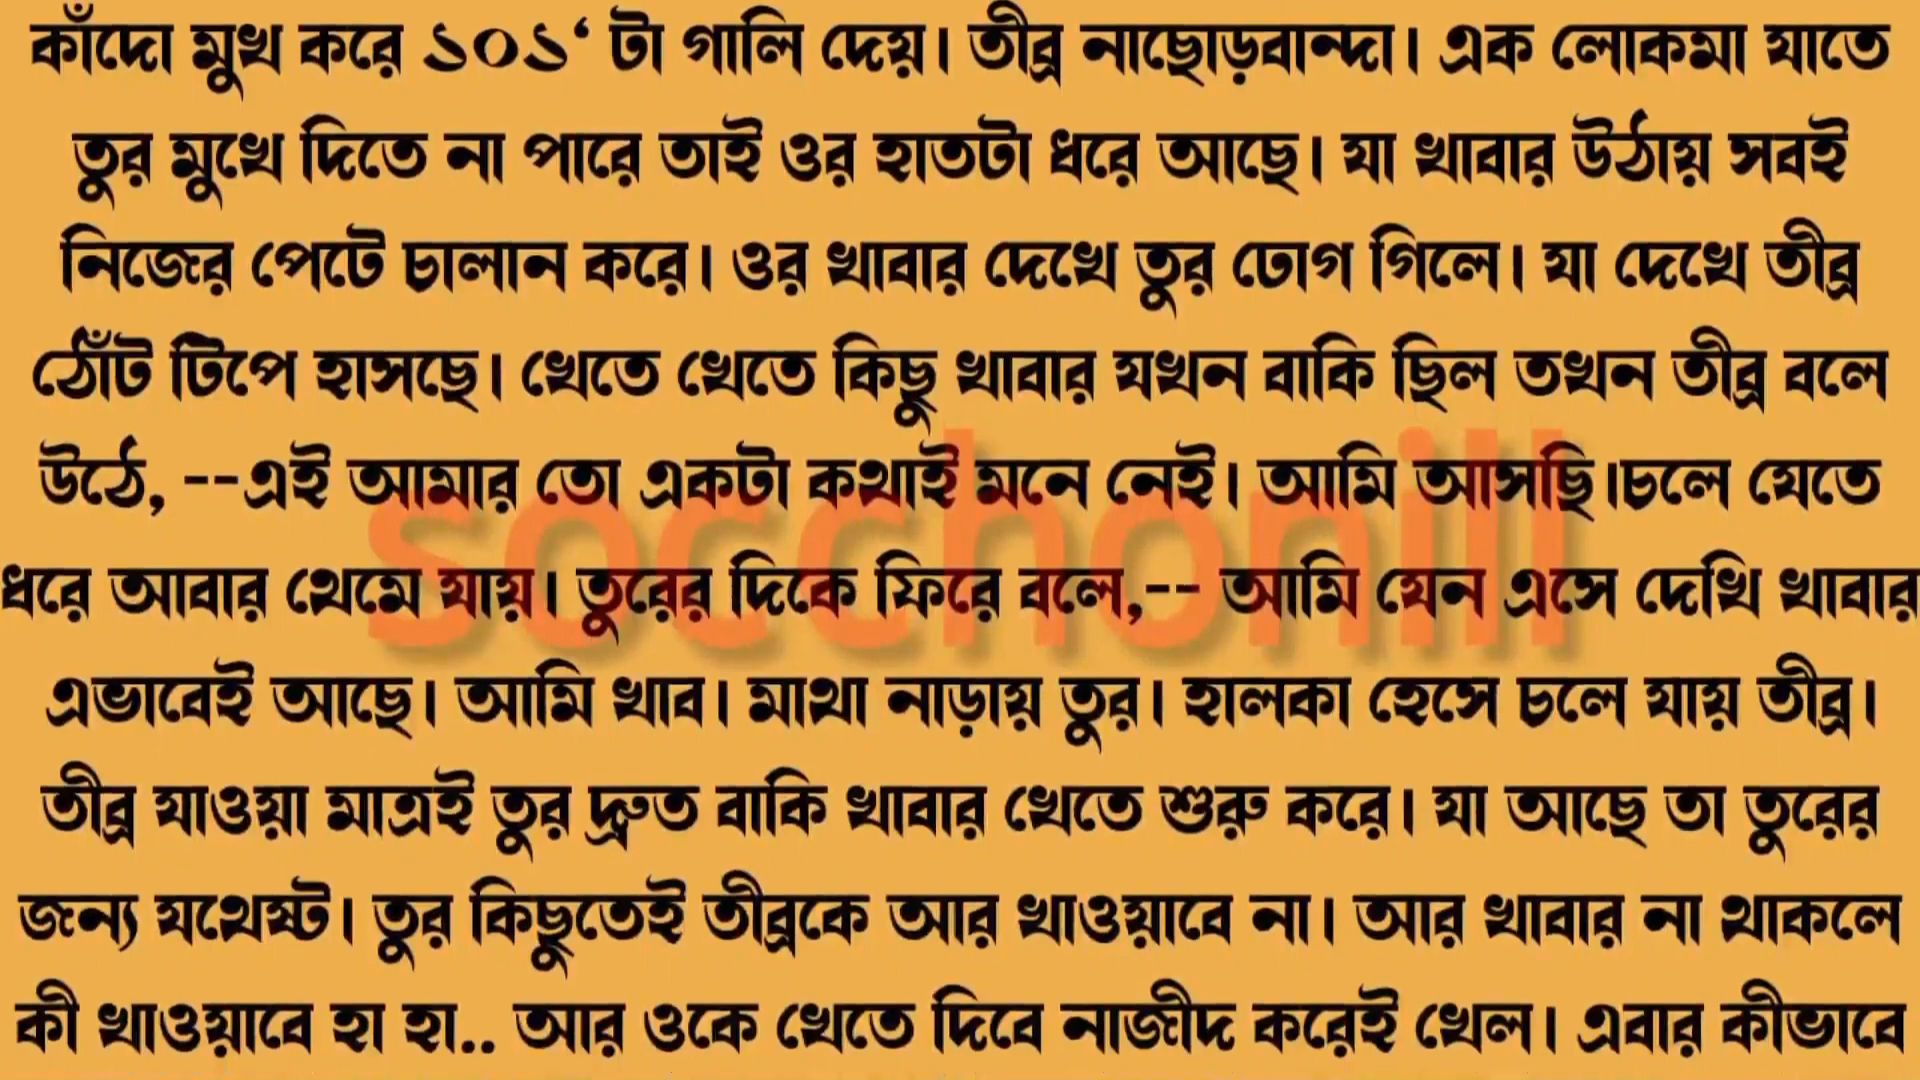 কাঁদো মুখ করে ১০১‘ টা গালি দেয়। তীব্র নাছোড়বান্দা। এক লোকমা যাতে
তুর মুখে দিতে না পারে তাই ওর হাতটা ধরে আছে। যা খাবার উঠায় সবই
নিজের পেটে চালান করে। ওর খাবার দেখে তুর ঢোগ গিলে। যা দেখে তীব্র
ঠোঁট টিপে হাসছে। খেতে খেতে কিছু খাবার যখন বাকি ছিল তখন তীব্র বলে
উঠে, --এই আমার তো একটা কথাই মনে নেই। আমি আসছি।চলে যেতে
socchonill
ধরে আবার থেমে যায়। তুরের দিকে ফিরে বলে,-- আমি যেন এসে দেখি খাবার
এভাবেই আছে। আমি খাব। মাথা নাড়ায় তুর। হালকা হেসে চলে যায় তীব্র।
তীব্র যাওয়া মাত্রই তুর দ্রুত বাকি খাবার খেতে শুরু করে। যা আছে তা তুরের
জন্য যথেষ্ট। তুর কিছুতেই তীব্রকে আর খাওয়াবে না। আর খাবার না থাকলে
কী খাওয়াবে হা হা.. আর ওকে খেতে দিবে নাজীদ করেই খেল। এবার কীভাবে